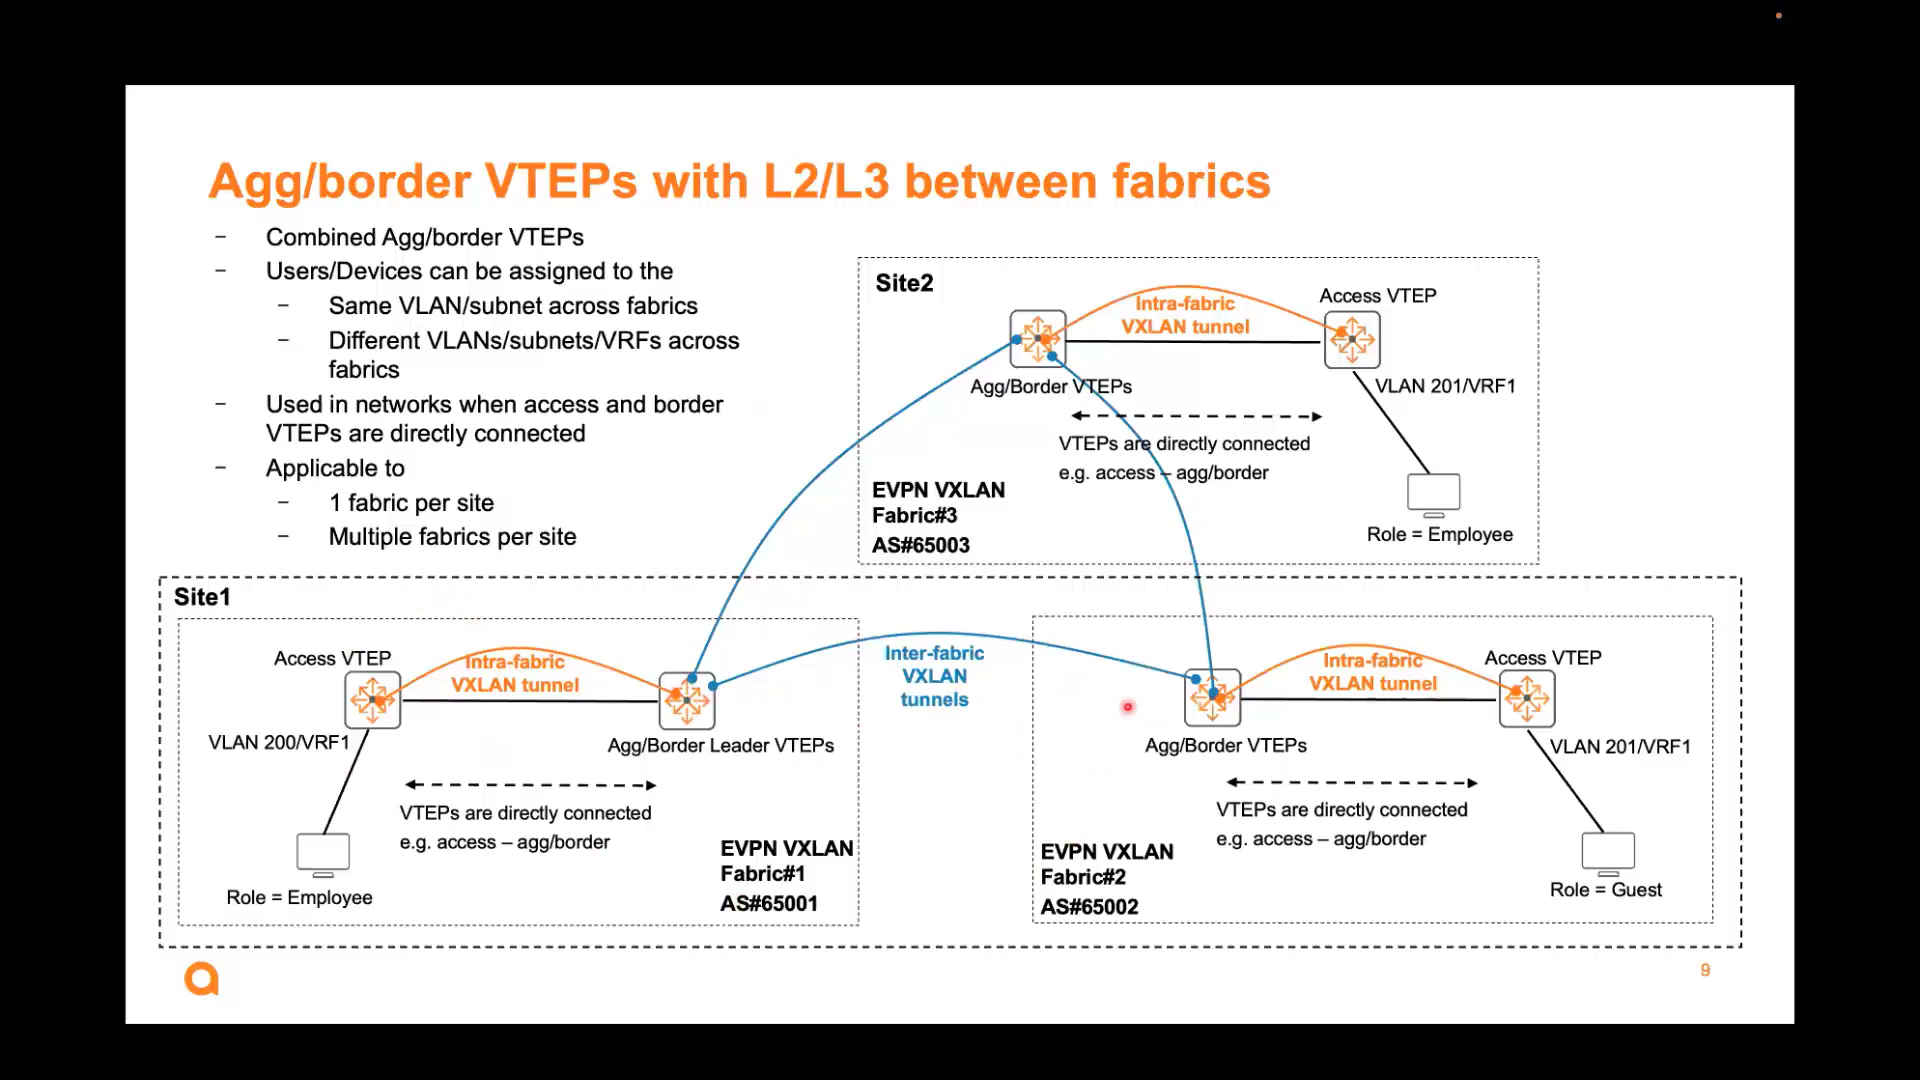 Agg/border VTEPs with L2/L3 between fabrics
– Combined Agg/border VTEPs
– Users/Devices can be assigned to the
– Same VLAN/subnet across fabrics
– Different VLANs/subnets/VRFs across
fabrics
– Used in networks when access and border
VTEPs are directly connected
– Applicable to
– 1 fabric per site
– Multiple fabrics per site
Site2
Intra-fabric
VXLAN tunnel
Access VTEP
Agg/Border VTEPs
VLAN 201/VRF1
VTEPs are directly connected
e.g. access – agg/border
EVPN VXLAN
Fabric#3
AS#65003
Role = Employee
Site1
Access VTEP
Intra-fabric
VXLAN tunnel
VLAN 200/VRF1
Agg/Border Leader VTEPs
VTEPs are directly connected
e.g. access – agg/border
Role = Employee
EVPN VXLAN
Fabric#1
AS#65001
Inter-fabric
VXLAN
tunnels
Intra-fabric
VXLAN tunnel
Access VTEP
Agg/Border VTEPs
VLAN 201/VRF1
VTEPs are directly connected
e.g. access – agg/border
EVPN VXLAN
Fabric#2
AS#65002
Role = Guest
9